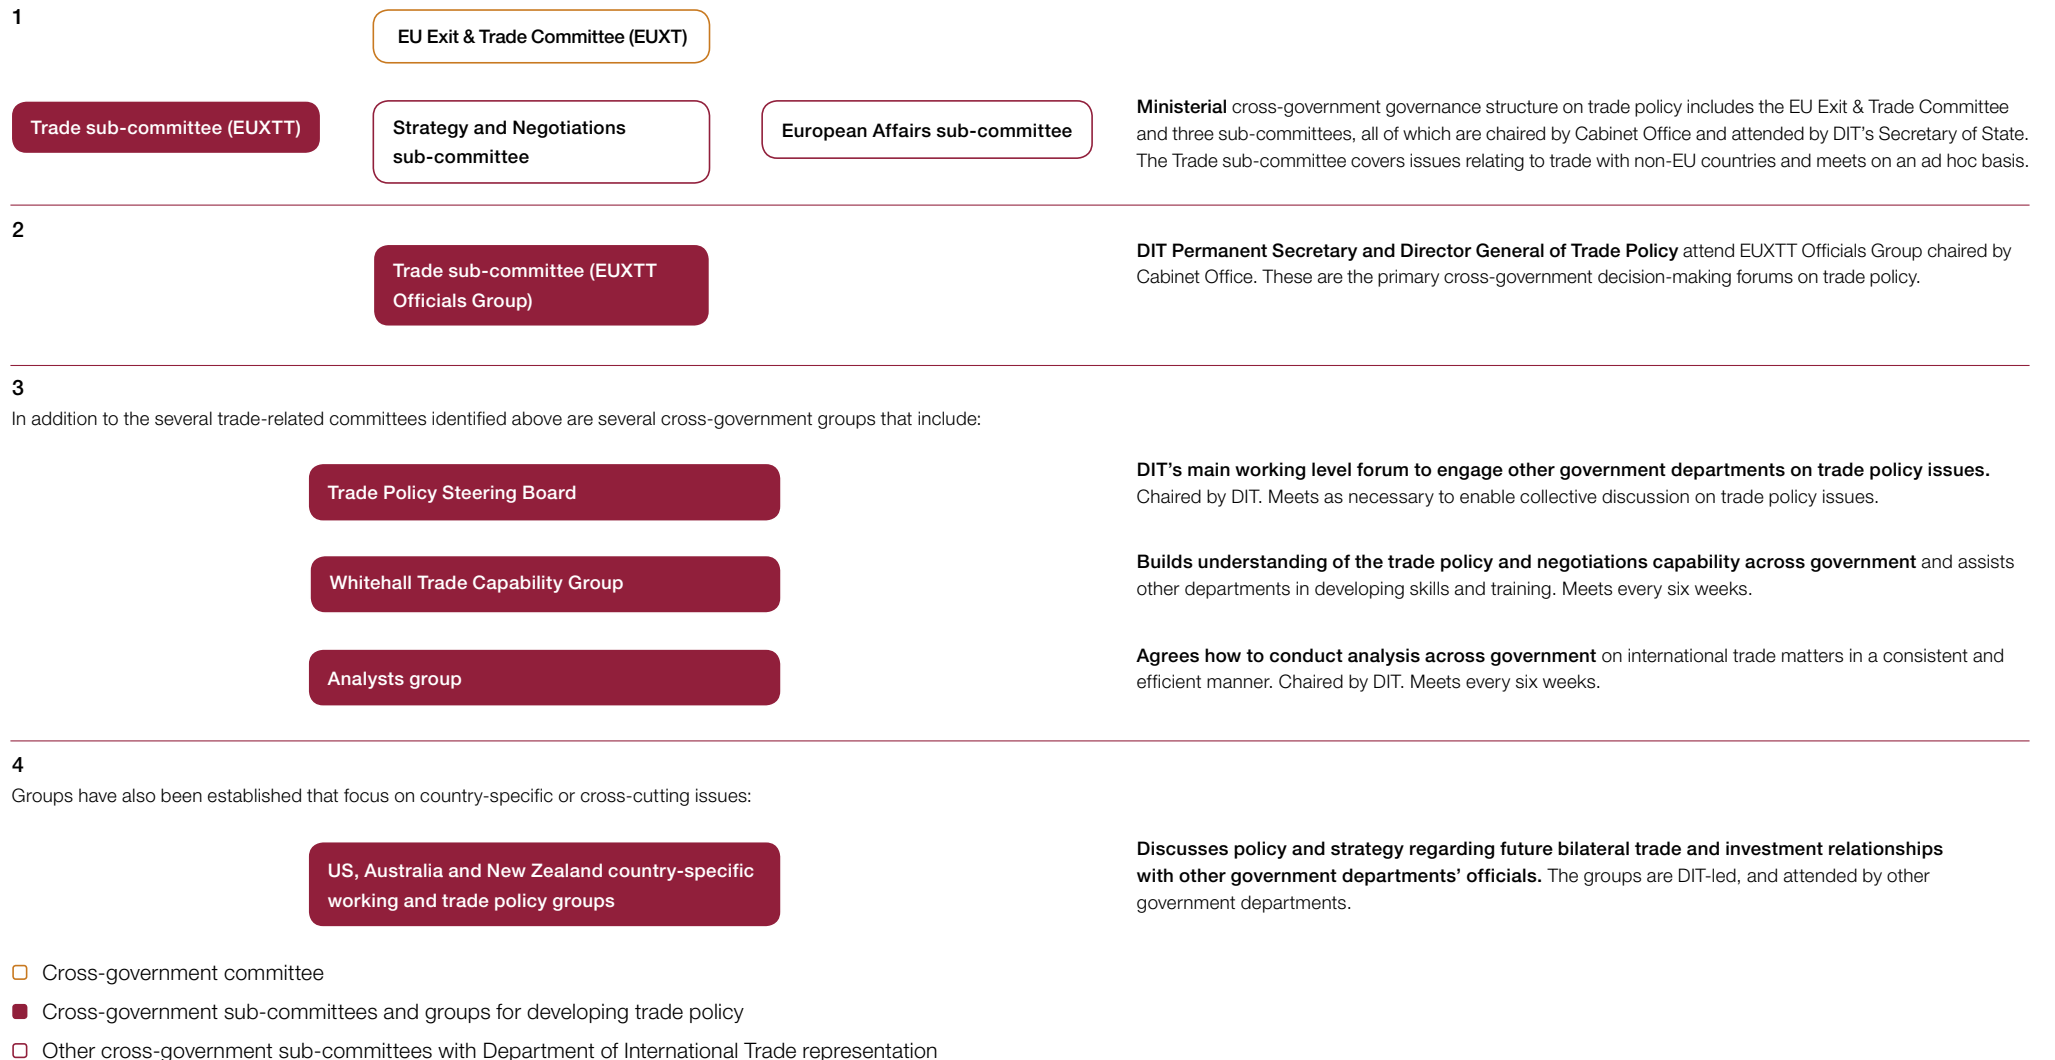 1
EU Exit & Trade Committee (EUXT)
Trade sub-committee (EUXTT)
Strategy and Negotiations
sub-committee
European Affairs sub-committee
Ministerial cross-government governance structure on trade policy includes the EU Exit & Trade Committee
and three sub-committees, all of which are chaired by Cabinet Office and attended by DIT’s Secretary of State.
The Trade sub-committee covers issues relating to trade with non-EU countries and meets on an ad hoc basis.
2
Trade sub-committee (EUXTT
Officials Group)
DIT Permanent Secretary and Director General of Trade Policy attend EUXTT Officials Group chaired by
Cabinet Office. These are the primary cross-government decision-making forums on trade policy.
3
In addition to the several trade-related committees identified above are several cross-government groups that include:
Trade Policy Steering Board
DIT’s main working level forum to engage other government departments on trade policy issues.
Chaired by DIT. Meets as necessary to enable collective discussion on trade policy issues.
Whitehall Trade Capability Group
Builds understanding of the trade policy and negotiations capability across government and assists
other departments in developing skills and training. Meets every six weeks.
Analysts group
Agrees how to conduct analysis across government on international trade matters in a consistent and
efficient manner. Chaired by DIT. Meets every six weeks.
4
Groups have also been established that focus on country-specific or cross-cutting issues:
US, Australia and New Zealand country-specific
working and trade policy groups
Discusses policy and strategy regarding future bilateral trade and investment relationships
with other government departments’ officials. The groups are DIT-led, and attended by other
government departments.
Cross-government committee
Cross-government sub-committees and groups for developing trade policy
Other cross-government sub-committees with Department of International Trade representation